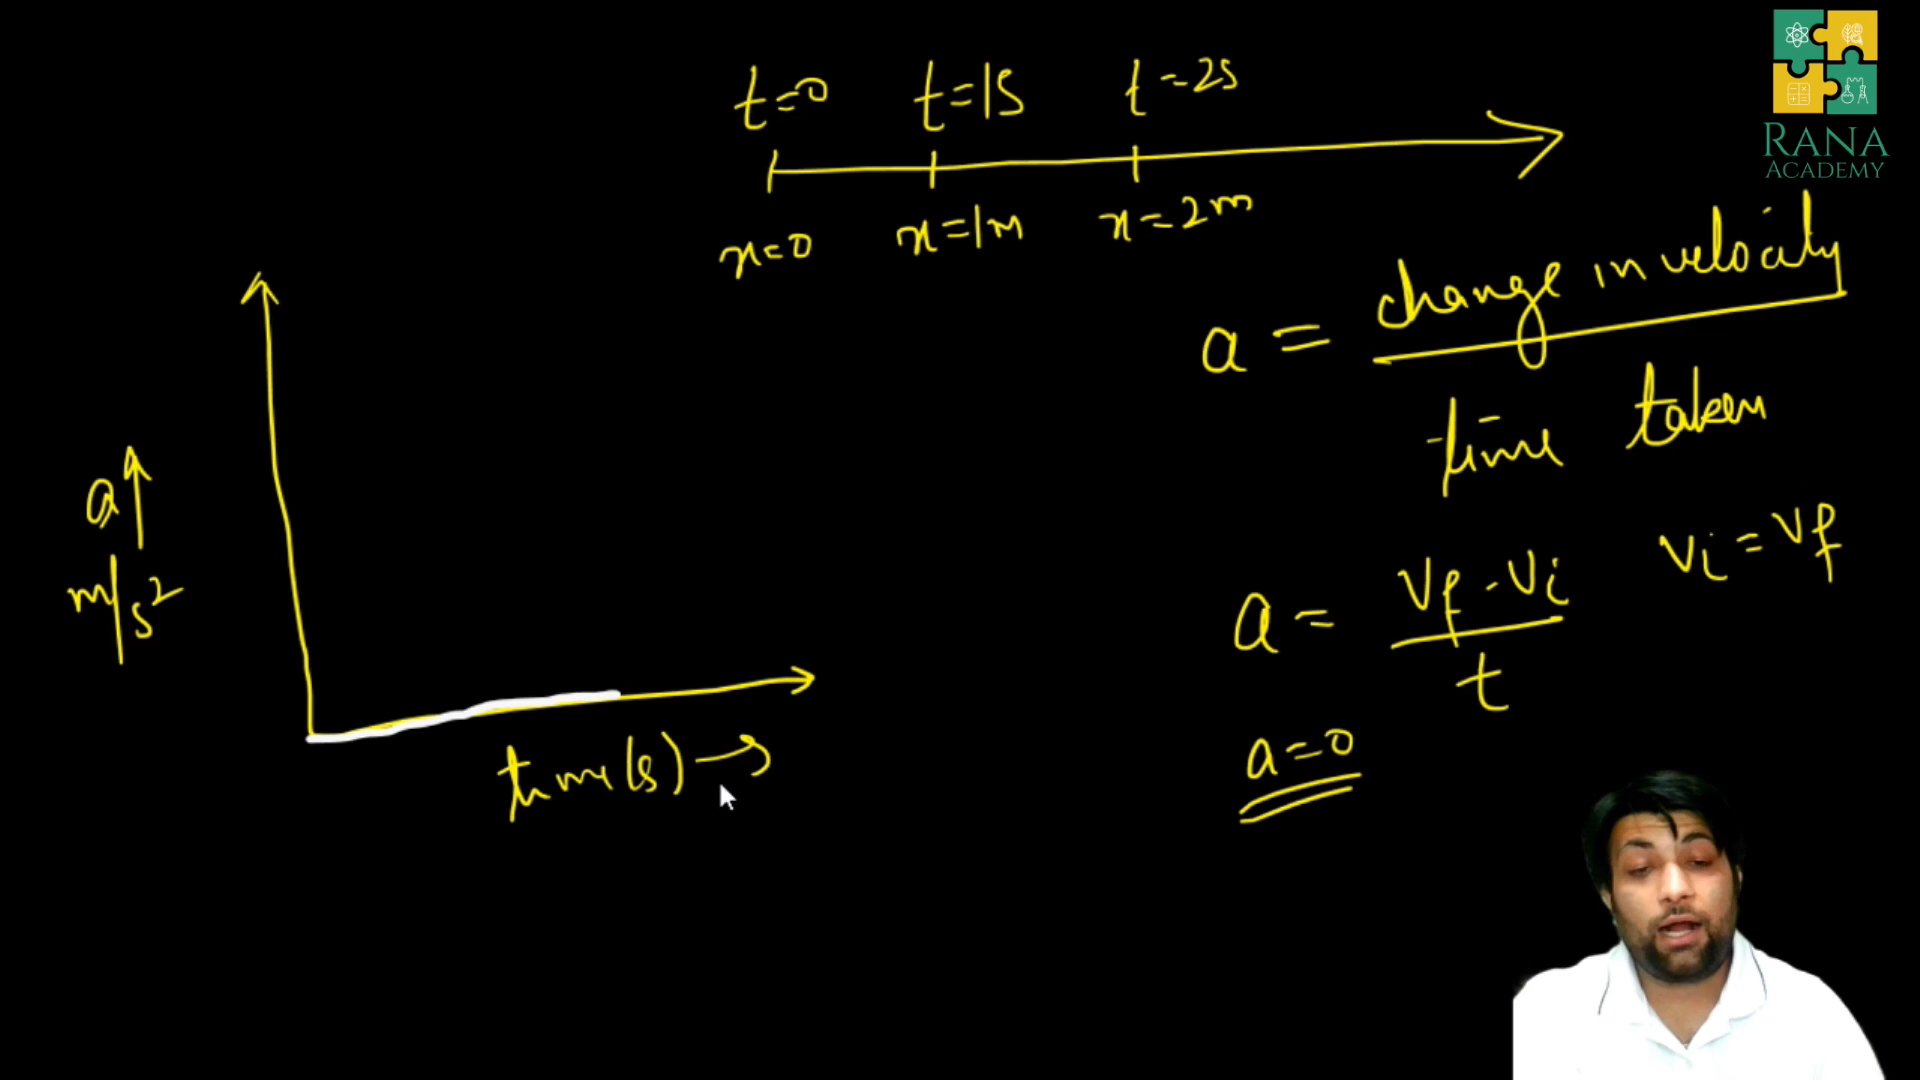 t=0 t=1s t=2s
x=0 x=1m x=2m
RANA
ACADEMY
a = change in velocity
time taken
a = vf - vi
t
vi = vf
a=0
a
m/s²
time(s)